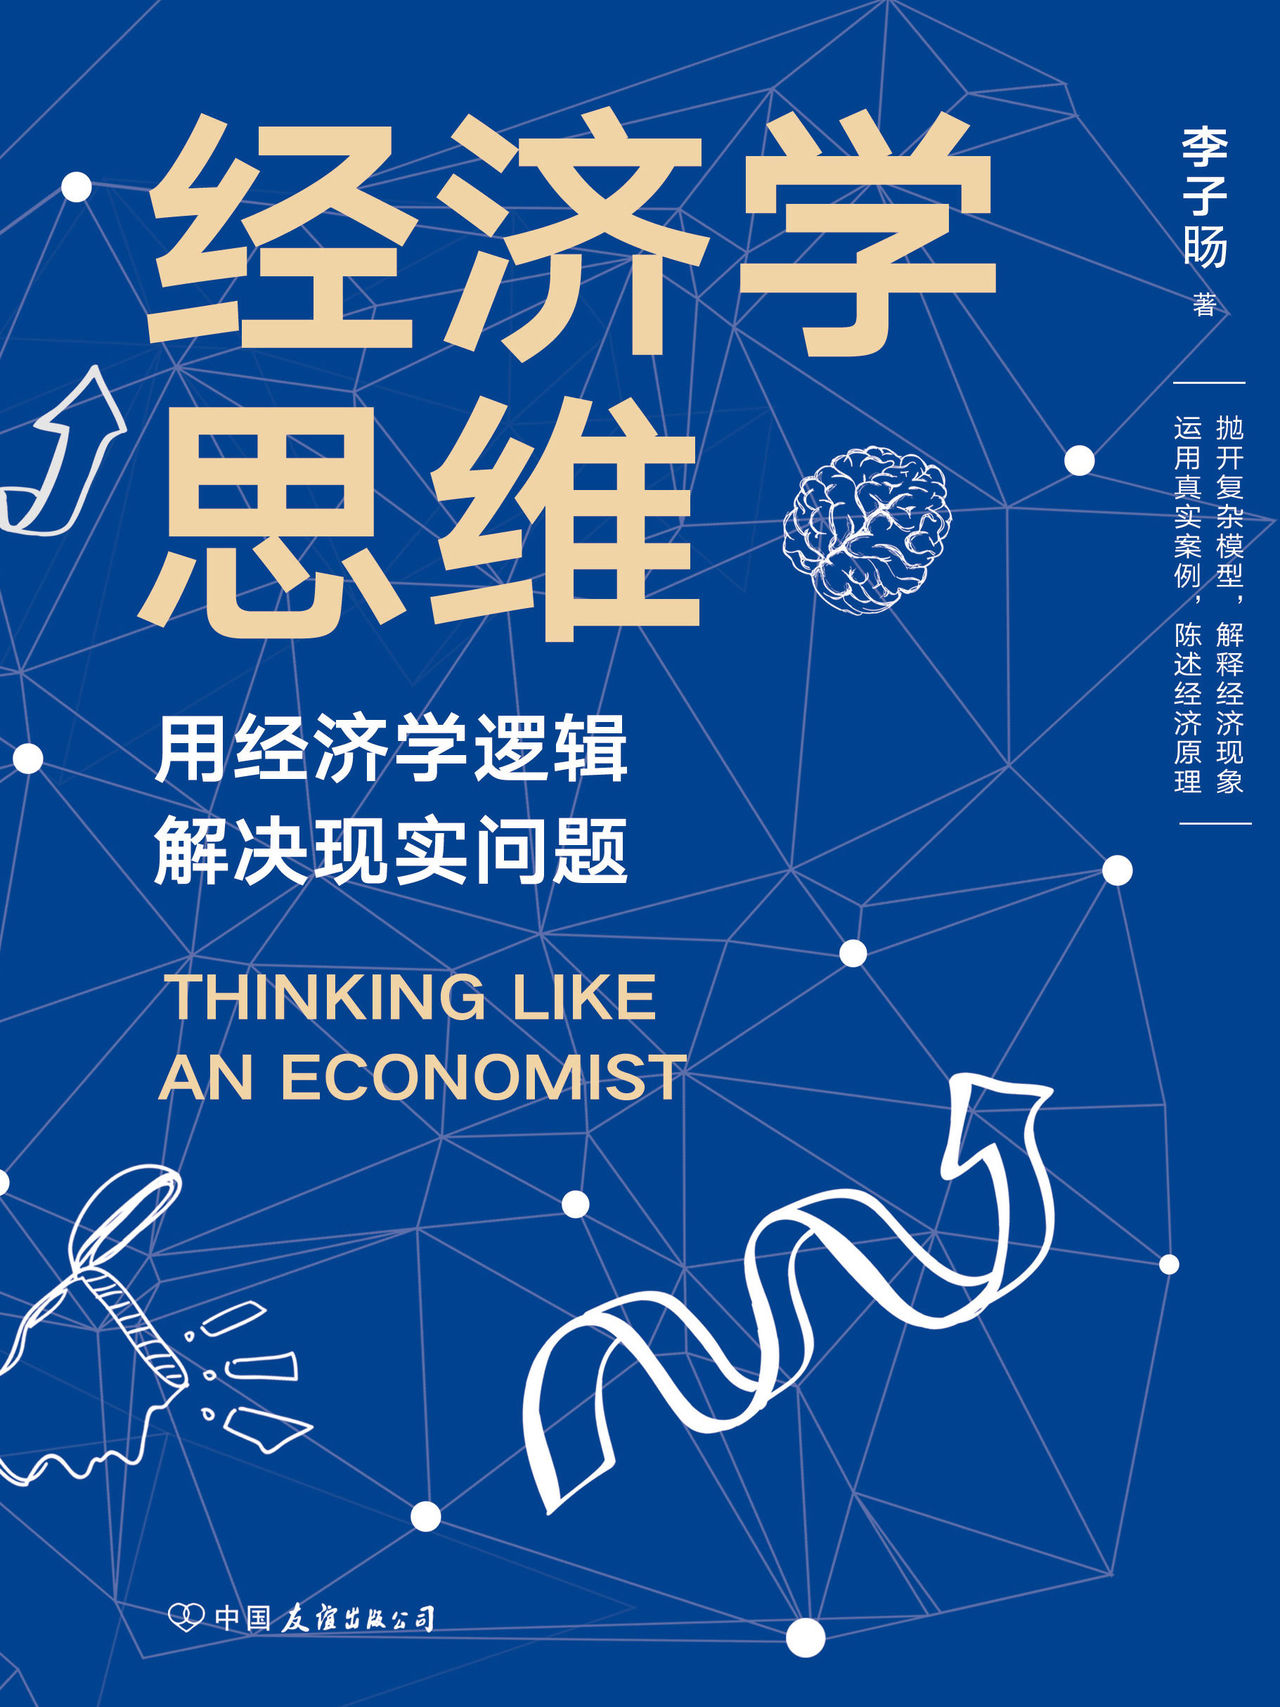 经济学
思维
用经济学逻辑
解决现实问题
THINKING LIKE
AN ECONOMIST
李子旸 著
抛开复杂模型，解释经济现象
运用真实案例，陈述经济原理
中国友谊出版公司